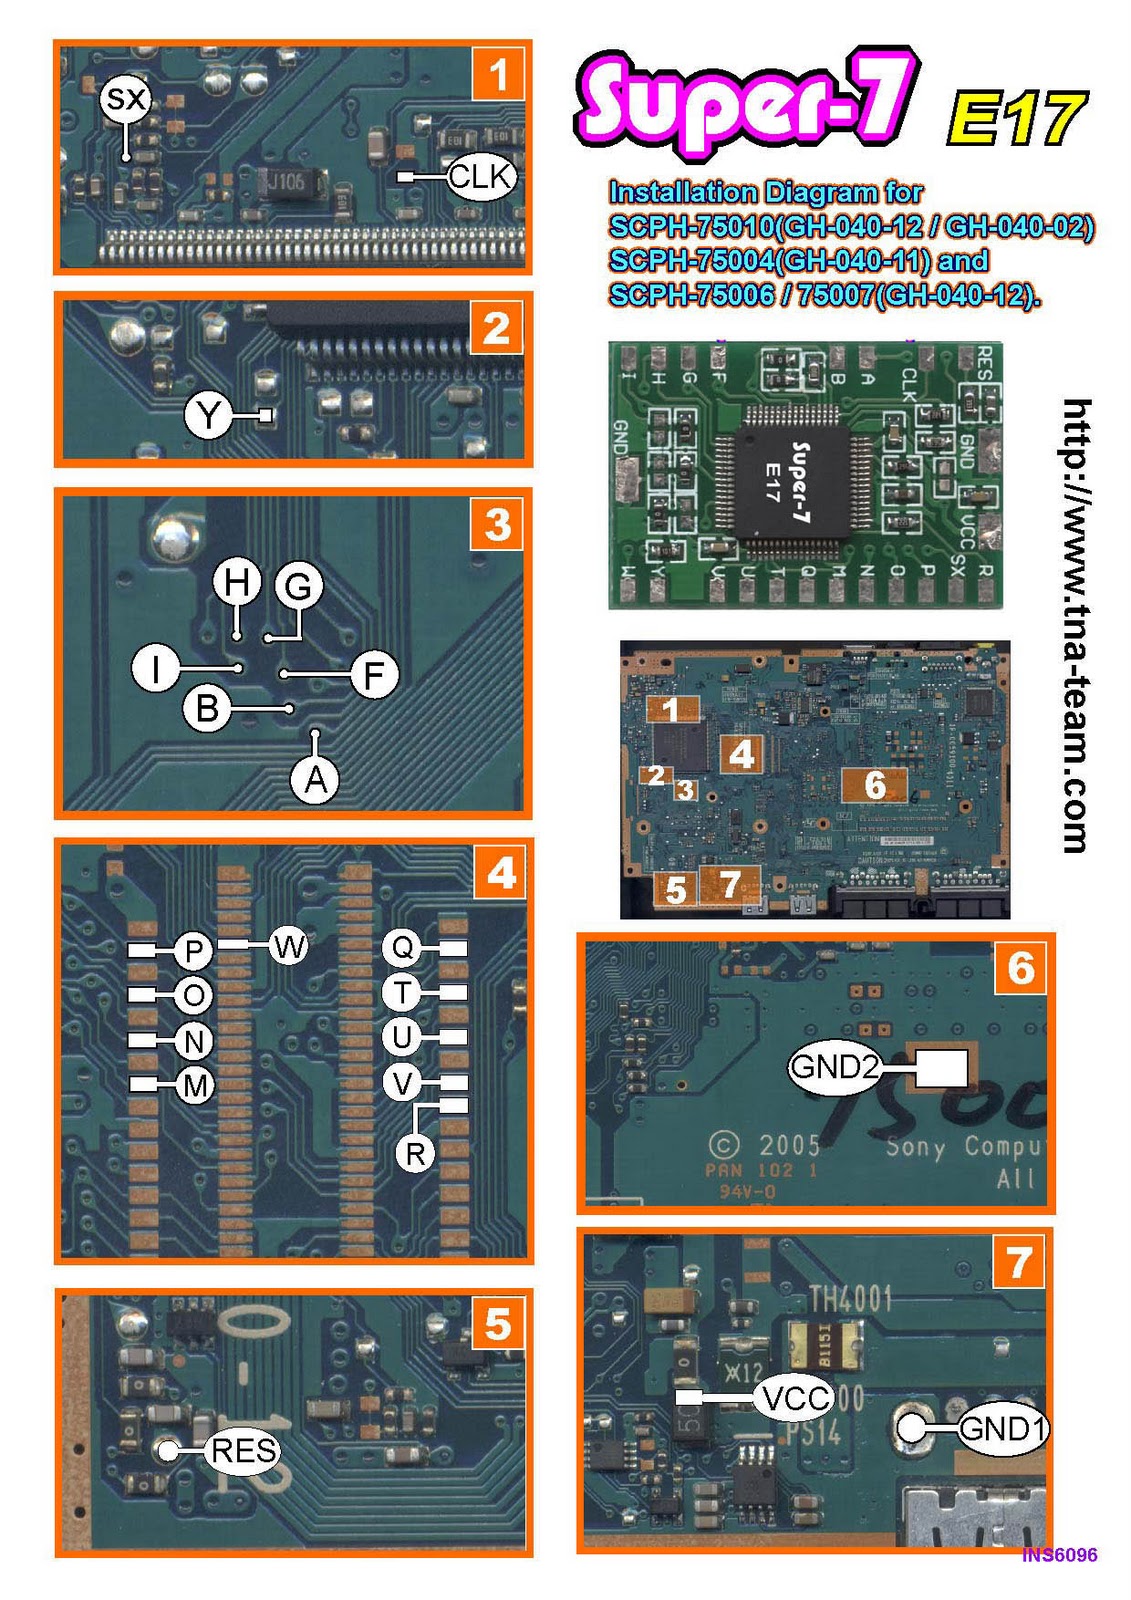 1
SX
CLK
J106
2
Y
3
H
G
I
F
B
A
4
P
W
Q
O
T
N
U
M
V
R
5
RES
Super-7 E17
Installation Diagram for
SCPH-75010(GH-040-12 / GH-040-02)
SCPH-75004(GH-040-11) and
SCPH-75006 / 75007(GH-040-12).
I H G F B A CLK RES
GND GND
Super-7
E17
VCC
W Y V U T Q M N O P SX R
http://www.tna-team.com
1
4
2
3
6
5
7
6
GND2
7500
© 2005 Sony Compu
PAN 102 1 All
94V-0
7
TH4001
8115I
VCC
PS14
GND1
INS6096